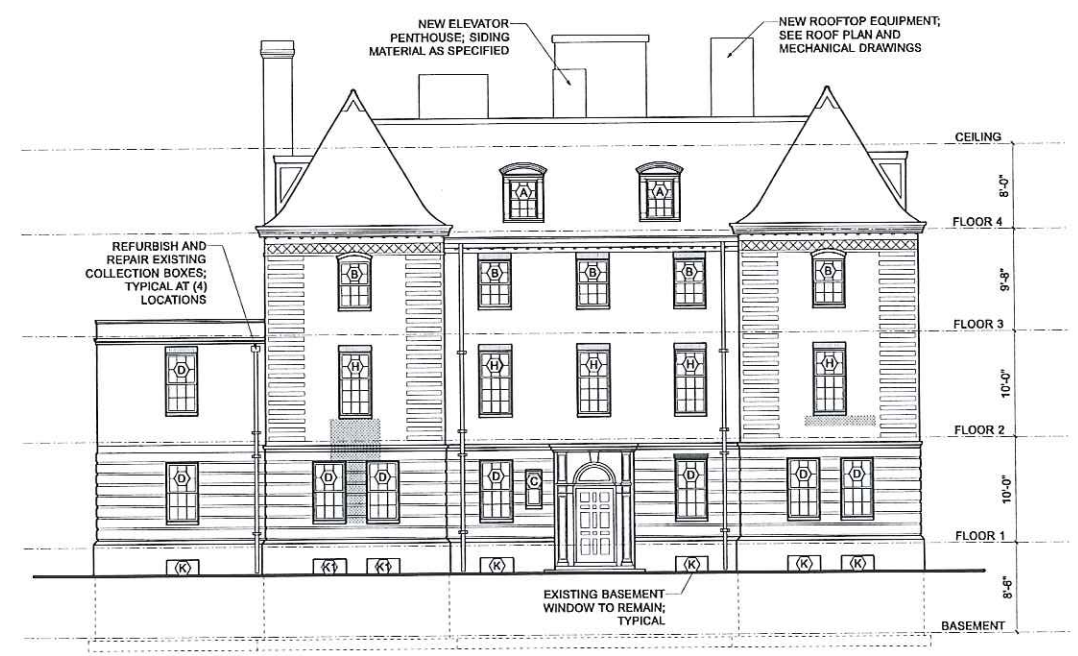 NEW ELEVATOR
PENTHOUSE; SIDING
MATERIAL AS SPECIFIED
NEW ROOFTOP EQUIPMENT;
SEE ROOF PLAN AND
MECHANICAL DRAWINGS
CEILING
8'-0"
A
A
FLOOR 4
REFURBISH AND
REPAIR EXISTING
COLLECTION BOXES;
TYPICAL AT (4)
LOCATIONS
B
B
B
B
B
9'-8"
FLOOR 3
D
H
H
H
H
H
10'-0"
FLOOR 2
D
D
D
D
C
D
D
D
10'-0"
FLOOR 1
K
K1
K1
K
K
K
K
8'-6"
EXISTING BASEMENT
WINDOW TO REMAIN;
TYPICAL
BASEMENT